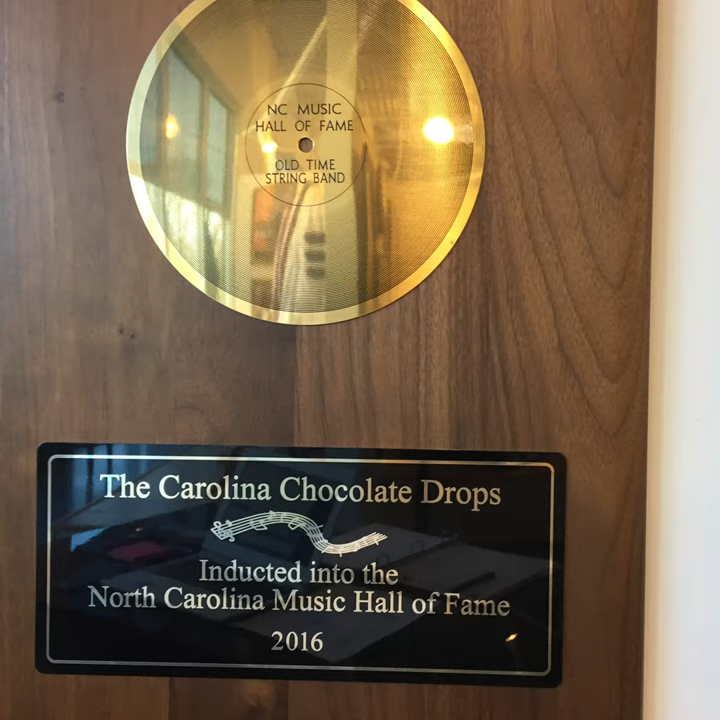 NC MUSIC
HALL OF FAME
OLD TIME
STRING BAND
The Carolina Chocolate Drops
Inducted into the
North Carolina Music Hall of Fame
2016